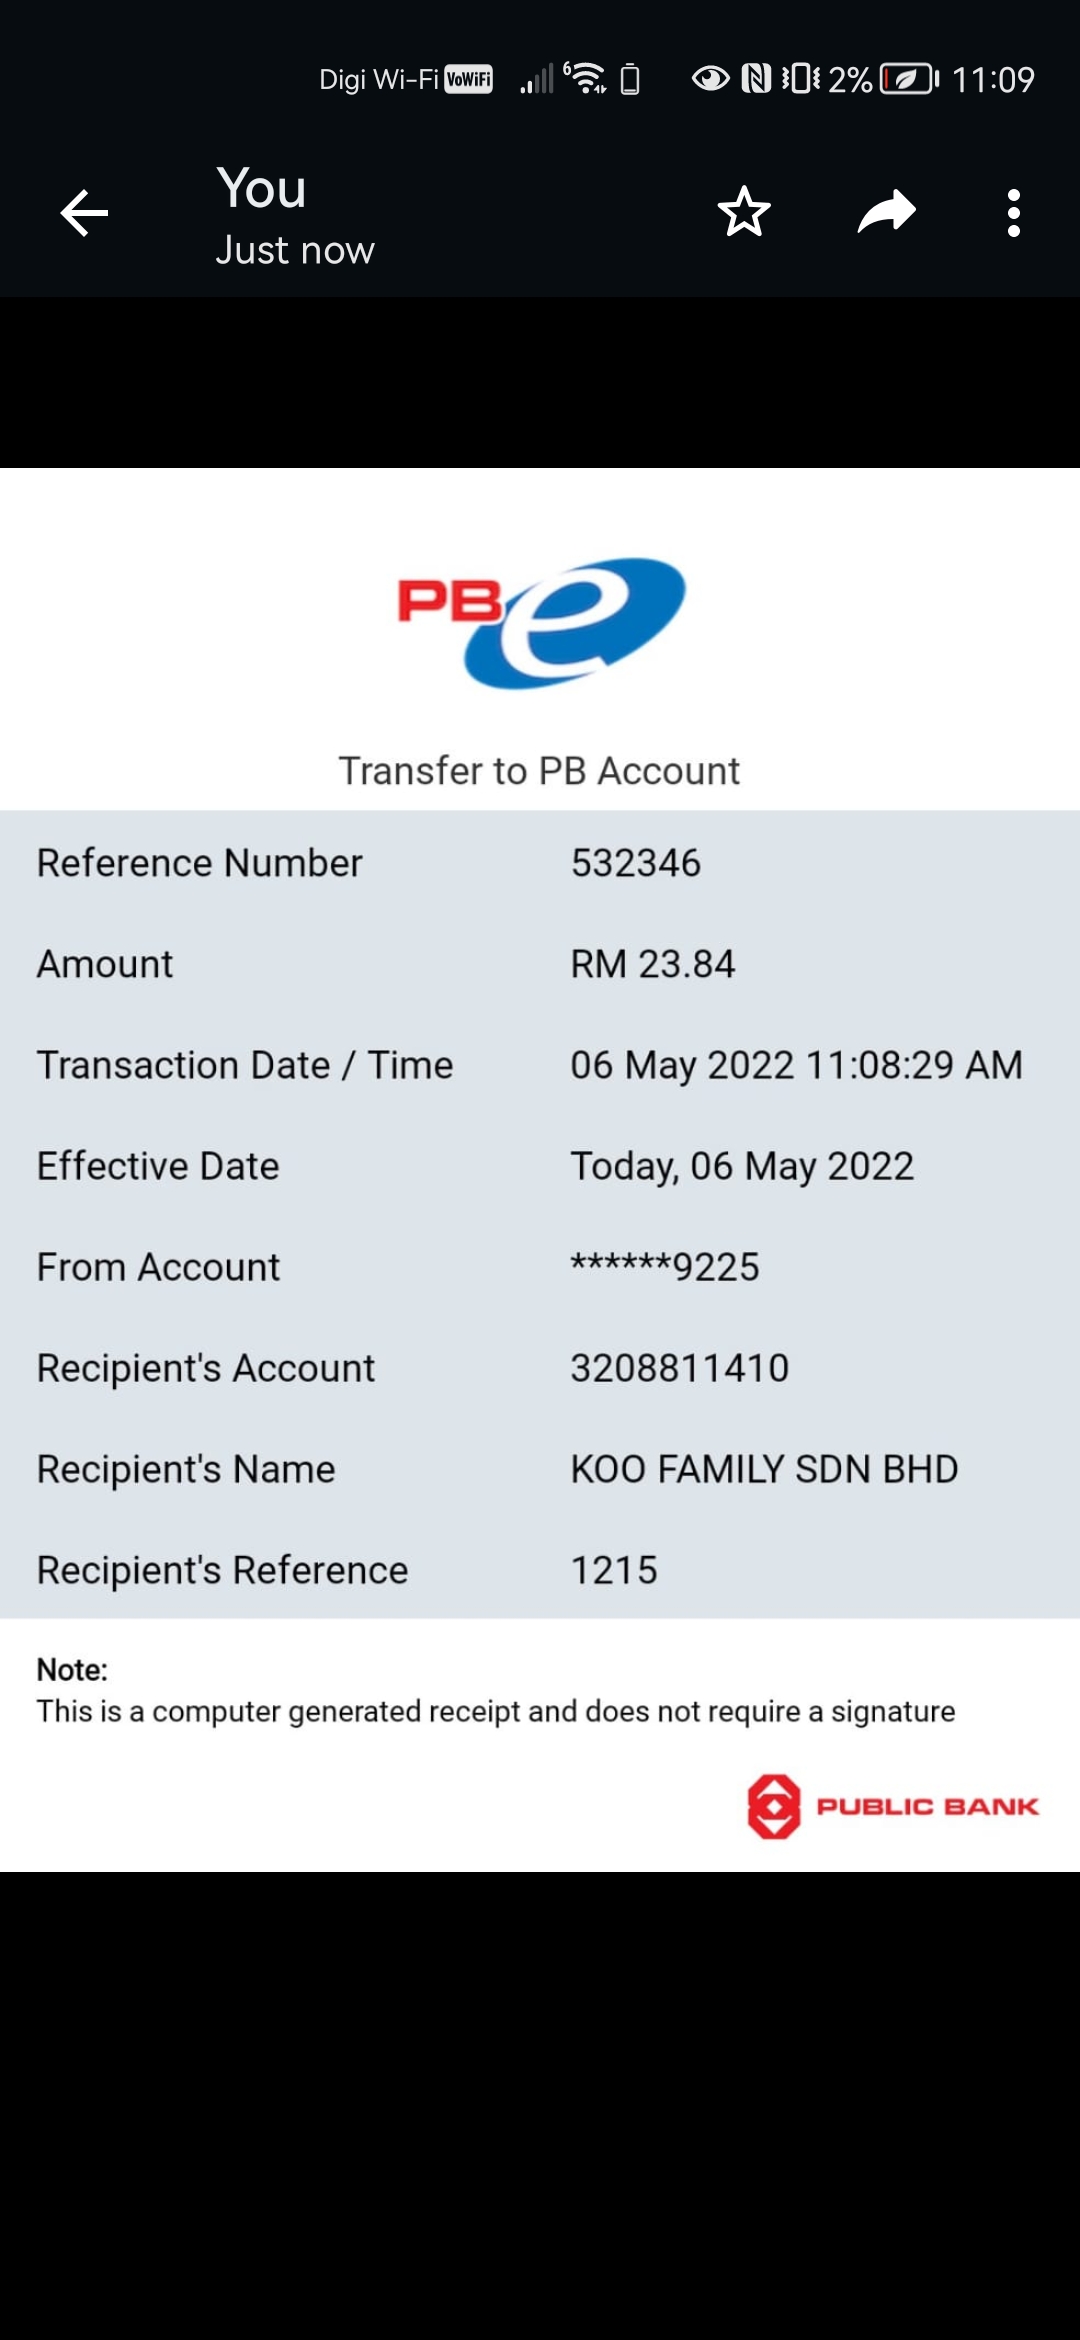 Digi Wi-Fi VoWiFi 6 2% 11:09
You
Just now
PBe
Transfer to PB Account
Reference Number 532346
Amount RM 23.84
Transaction Date / Time 06 May 2022 11:08:29 AM
Effective Date Today, 06 May 2022
From Account ******9225
Recipient's Account 3208811410
Recipient's Name KOO FAMILY SDN BHD
Recipient's Reference 1215
Note:
This is a computer generated receipt and does not require a signature
PUBLIC BANK